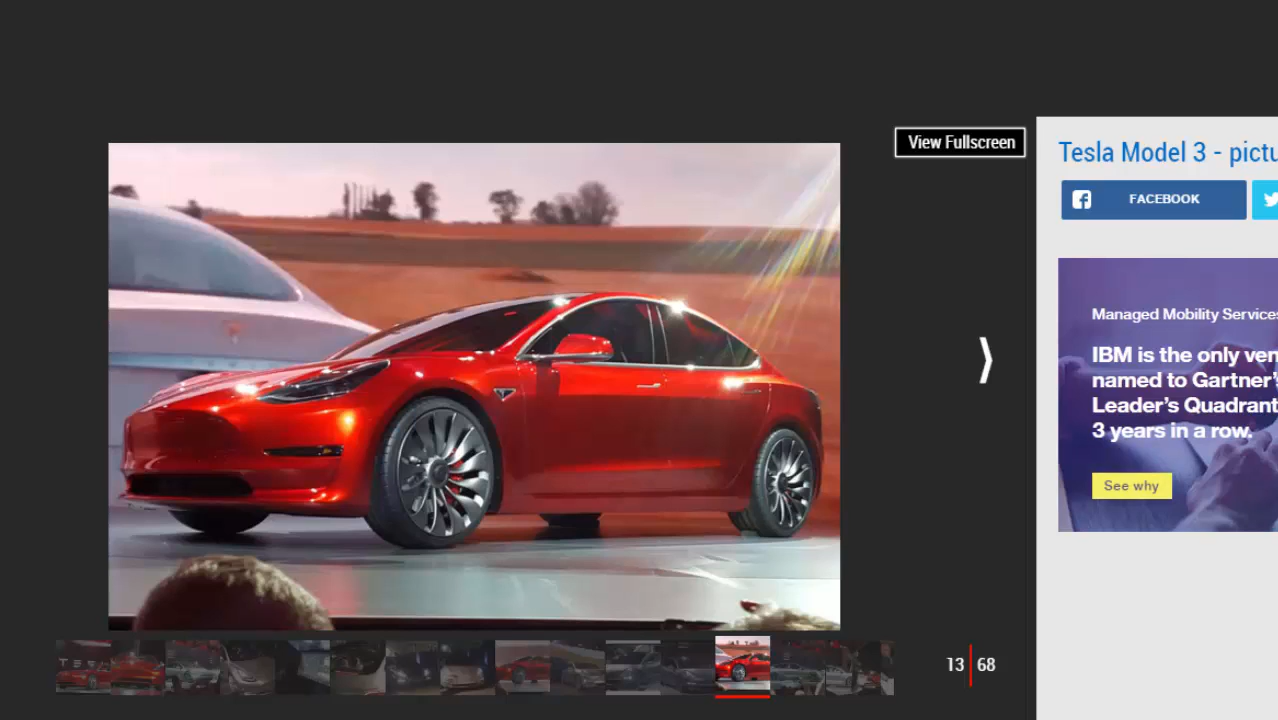 View Fullscreen
Tesla Model 3 - pictu
FACEBOOK
Managed Mobility Services
IBM is the only ven
named to Gartner's
Leader's Quadrant
3 years in a row.
See why
TES
13 68